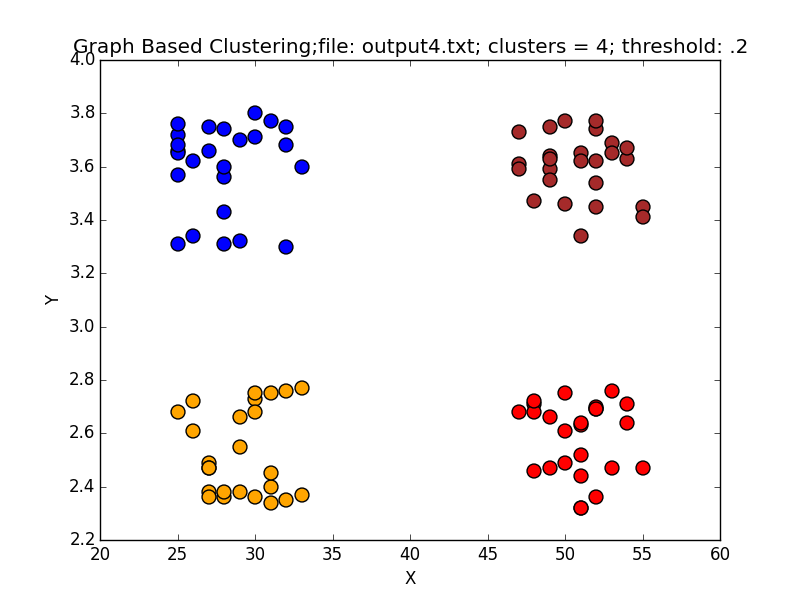 Graph Based Clustering;file: output4.txt; clusters = 4; threshold: .2
4.0
3.8
3.6
3.4
3.2
3.0
2.8
2.6
2.4
2.2
Y
20 25 30 35 40 45 50 55 60
X